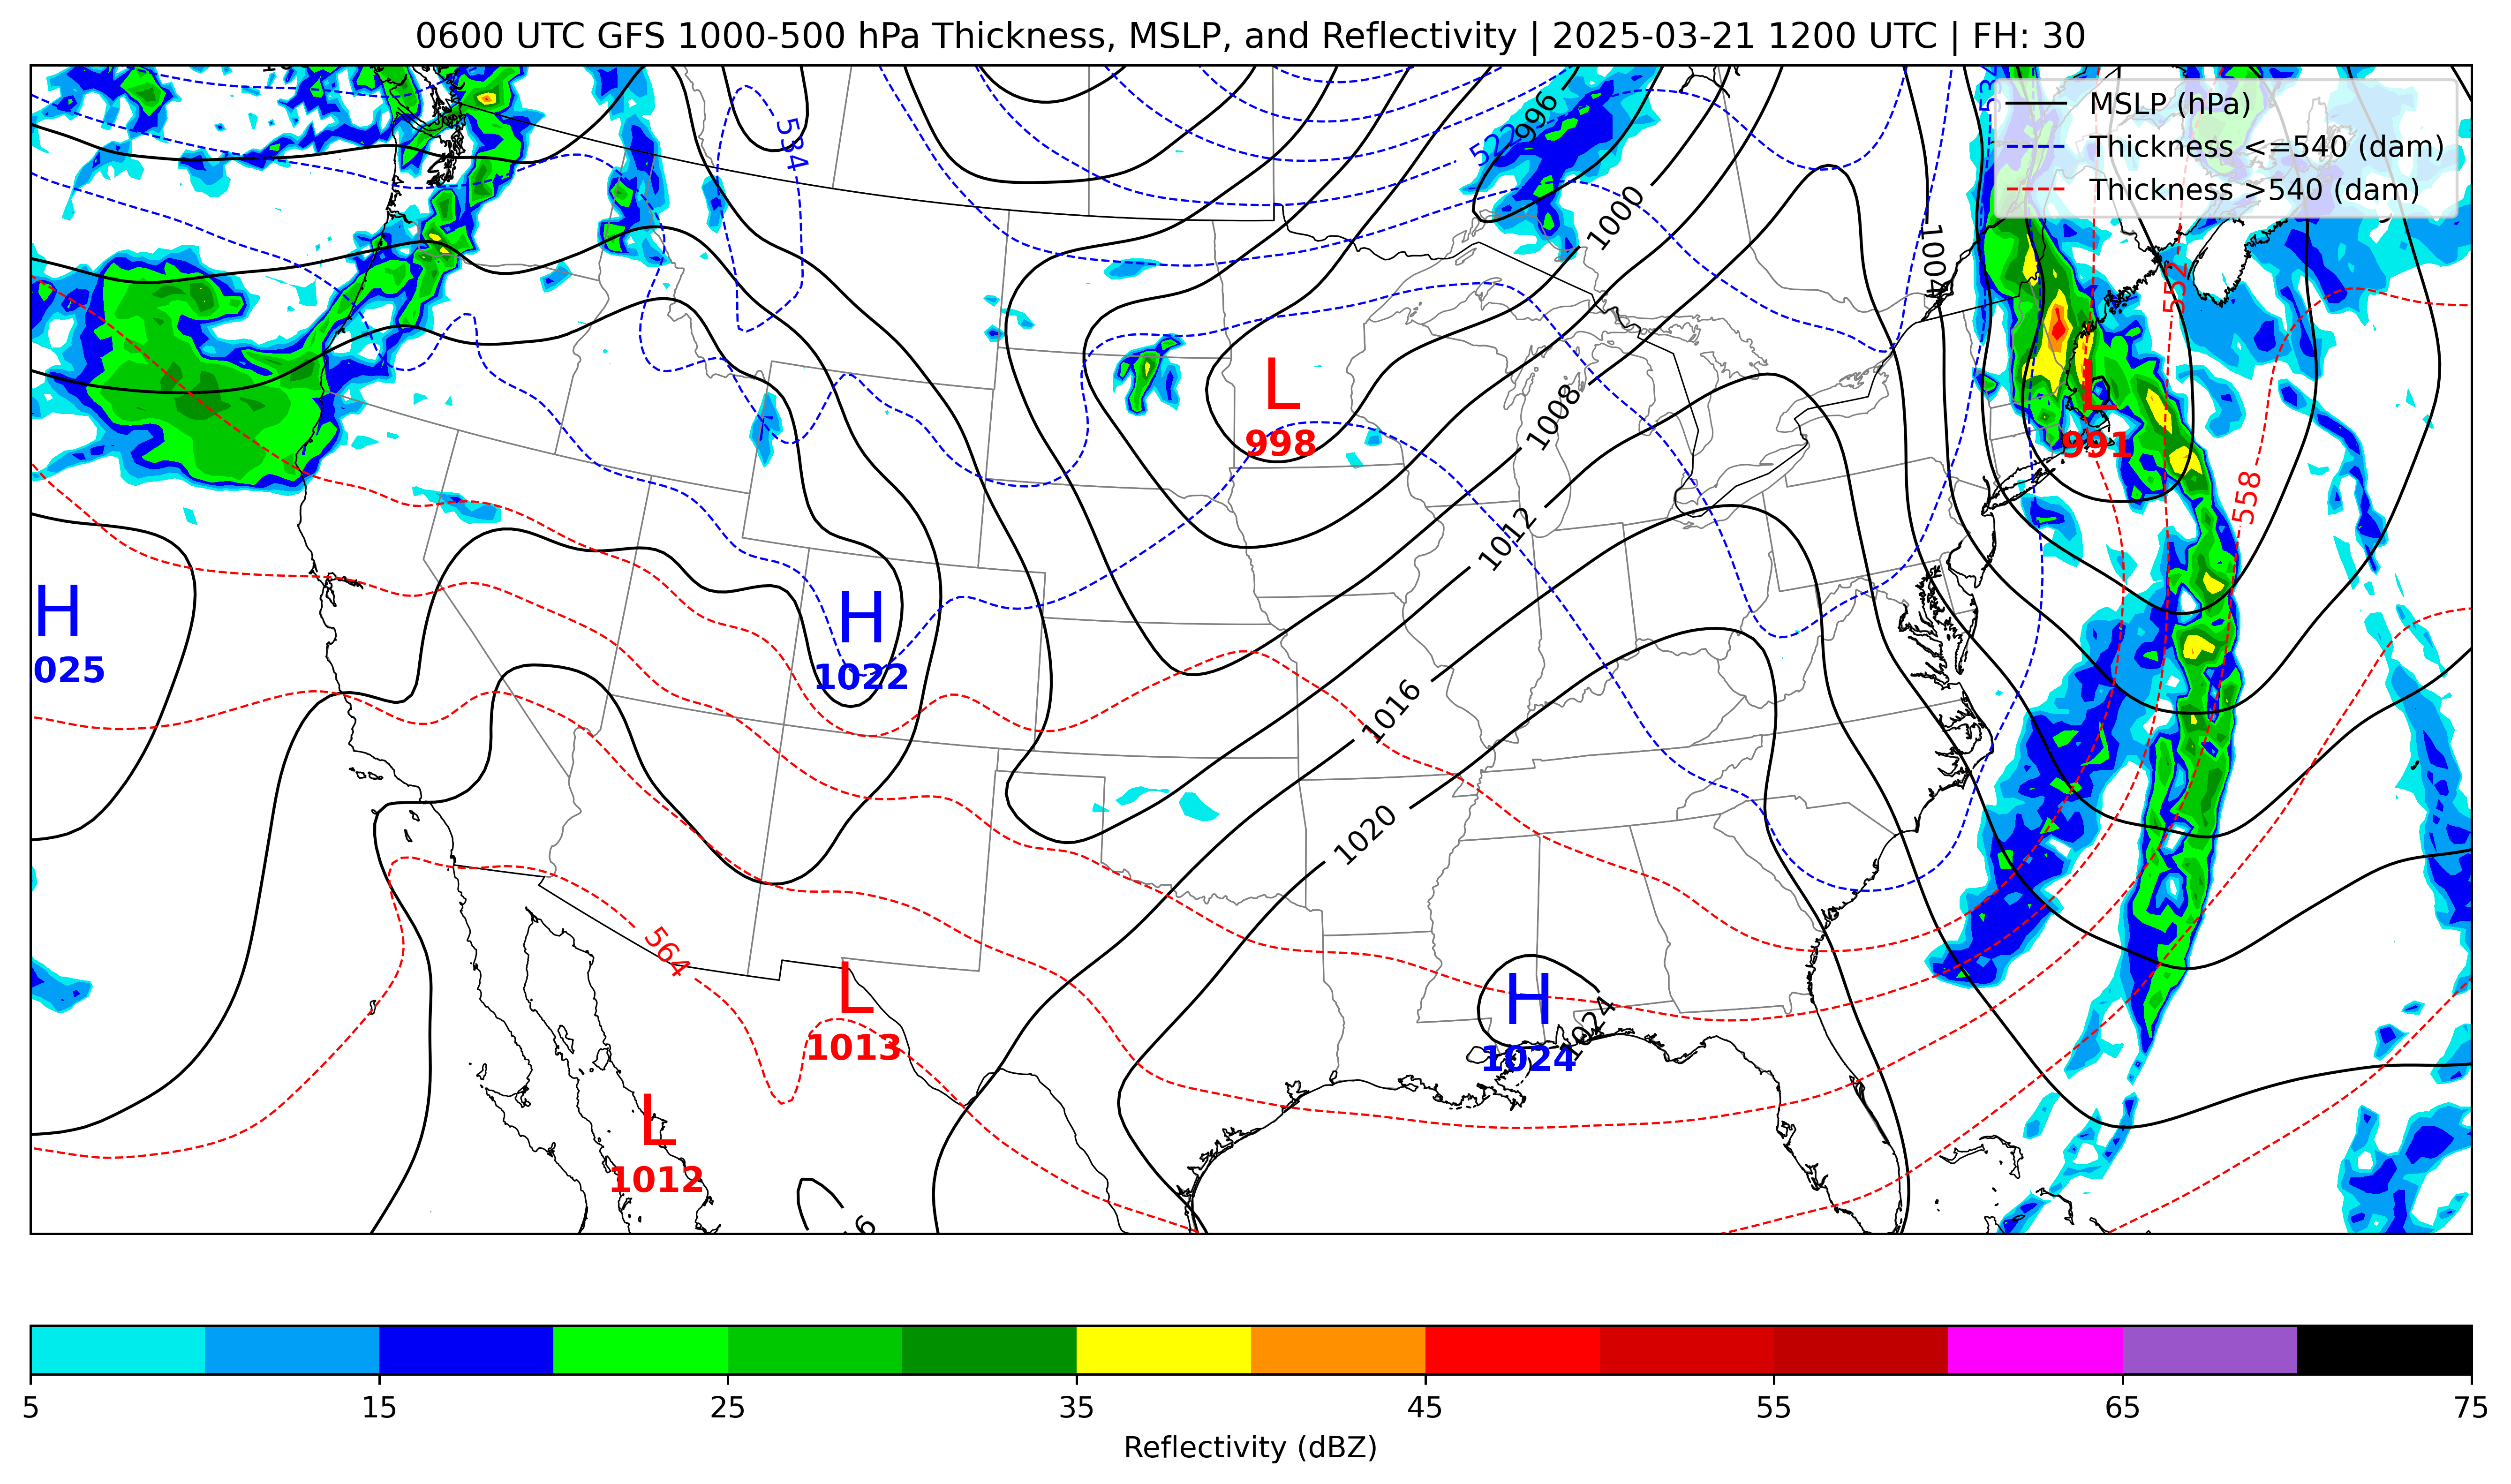 0600 UTC GFS 1000-500 hPa Thickness, MSLP, and Reflectivity | 2025-03-21 1200 UTC | FH: 30
MSLP (hPa)
Thickness <=540 (dam)
Thickness >540 (dam)
996
534
522
1000
1004
552
L
998
1008
L
991
558
1012
H
025
H
1022
1016
1020
564
L
1013
H
1024
1024
L
1012
6
5
15
25
35
45
55
65
75
Reflectivity (dBZ)